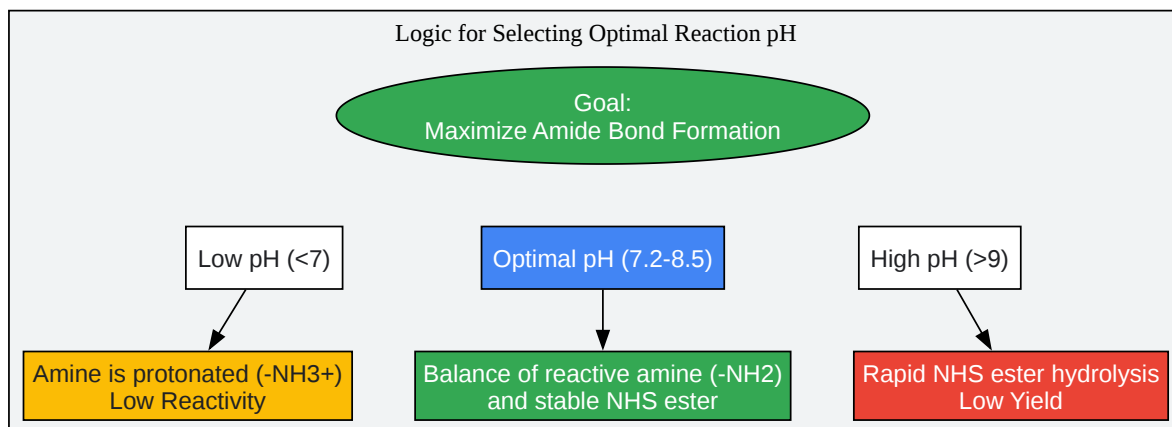 Logic for Selecting Optimal Reaction pH
Goal:
Maximize Amide Bond Formation
Low pH (<7)
Optimal pH (7.2-8.5)
High pH (>9)
Amine is protonated (-NH3+)
Low Reactivity
Balance of reactive amine (-NH2)
and stable NHS ester
Rapid NHS ester hydrolysis
Low Yield